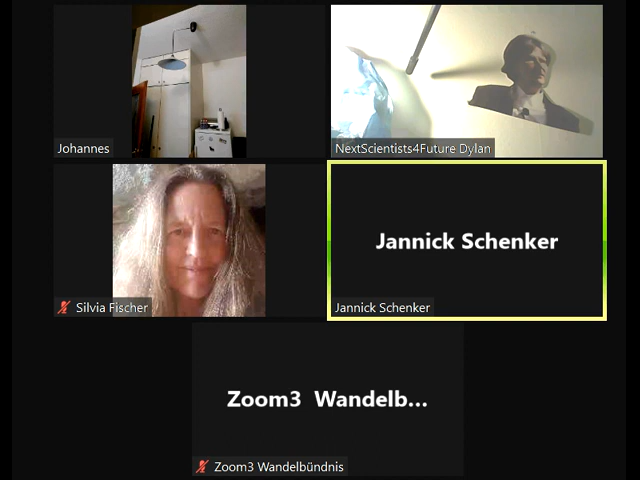 Johannes
NextScientists4Future Dylan
Silvia Fischer
Jannick Schenker
Jannick Schenker
Zoom3 Wandelb...
Zoom3 Wandelbündnis